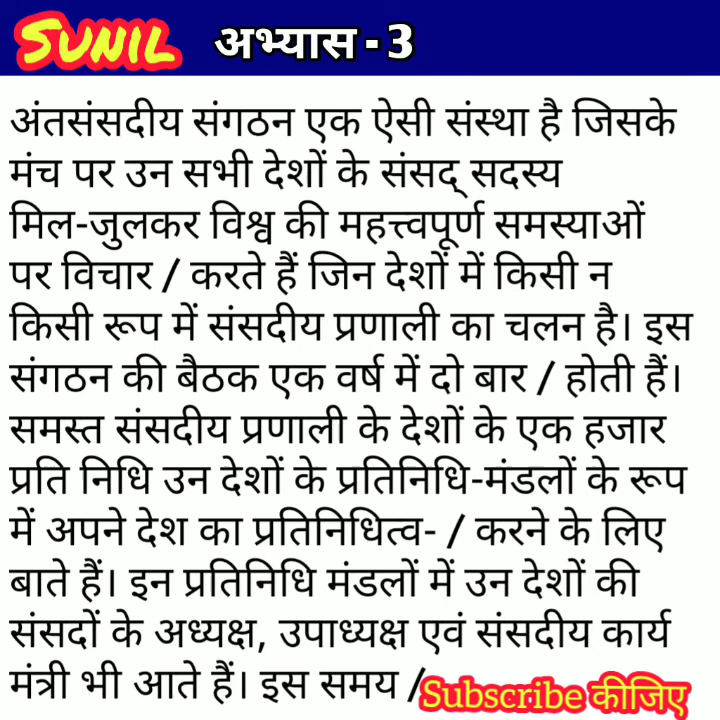 SUNIL अभ्यास - 3
अंतसंसदीय संगठन एक ऐसी संस्था है जिसके
मंच पर उन सभी देशों के संसद् सदस्य
मिल-जुलकर विश्व की महत्त्वपूर्ण समस्याओं
पर विचार / करते हैं जिन देशों में किसी न
किसी रूप में संसदीय प्रणाली का चलन है। इस
संगठन की बैठक एक वर्ष में दो बार / होती हैं।
समस्त संसदीय प्रणाली के देशों के एक हजार
प्रति निधि उन देशों के प्रतिनिधि-मंडलों के रूप
में अपने देश का प्रतिनिधित्व- / करने के लिए
बाते हैं। इन प्रतिनिधि मंडलों में उन देशों की
संसदों के अध्यक्ष, उपाध्यक्ष एवं संसदीय कार्य
मंत्री भी आते हैं। इस समय /
Subscribe कीजिए